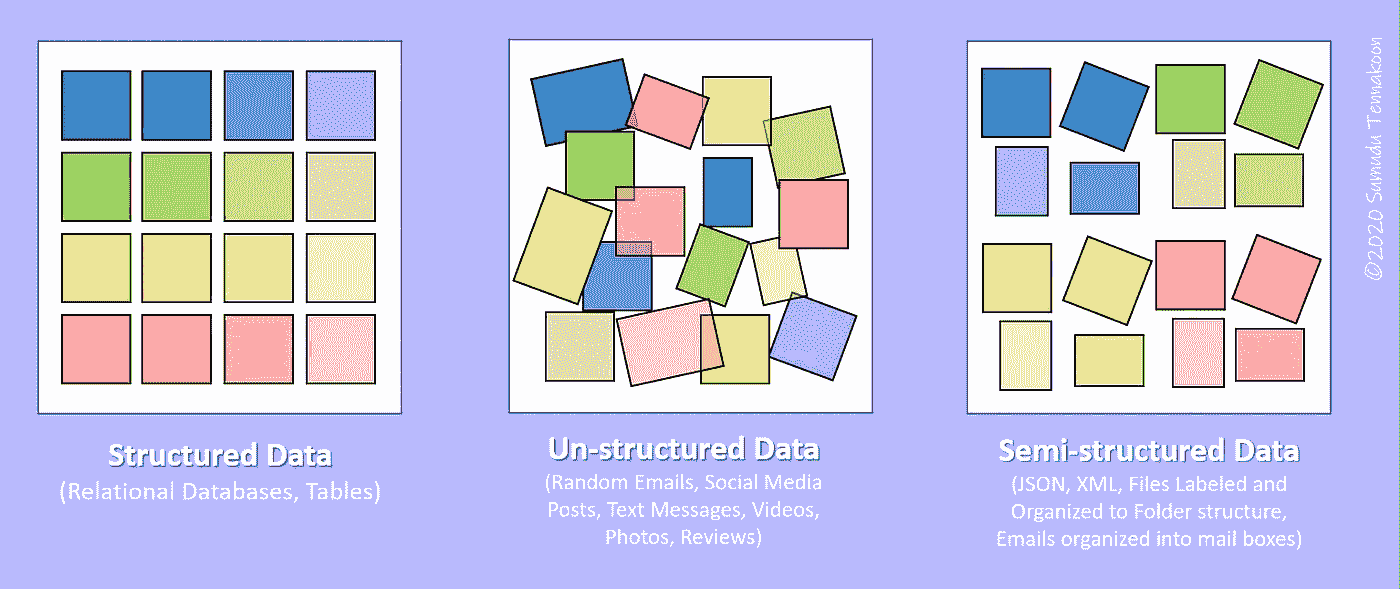 Structured Data
(Relational Databases, Tables)
Un-structured Data
(Random Emails, Social Media
Posts, Text Messages, Videos,
Photos, Reviews)
Semi-structured Data
(JSON, XML, Files Labeled and
Organized to Folder structure,
Emails organized into mail boxes)
©2020 Sumudu Tennakoon